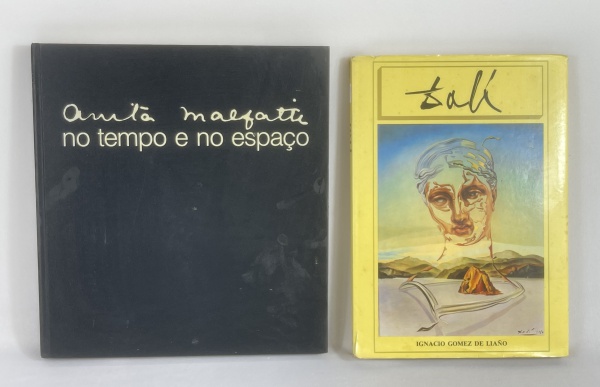 anita malfatti
no tempo e no espaço
Dalí
IGNACIO GOMEZ DE LIAÑO